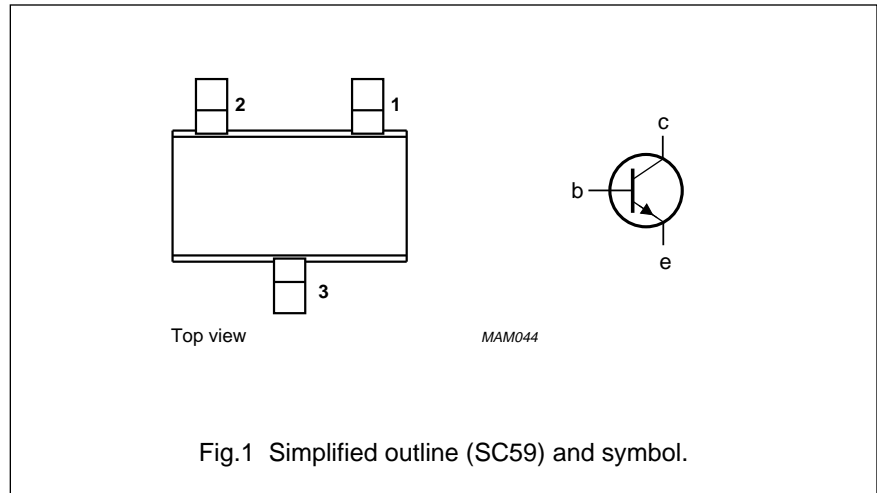 2
1
3
Top view
MAM044
c
b
e
Fig.1 Simplified outline (SC59) and symbol.